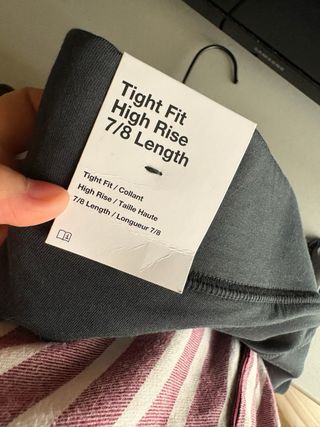 Tight Fit
High Rise
7/8 Length
Tight Fit / Collant
High Rise / Taille Haute
7/8 Length / Longueur 7/8